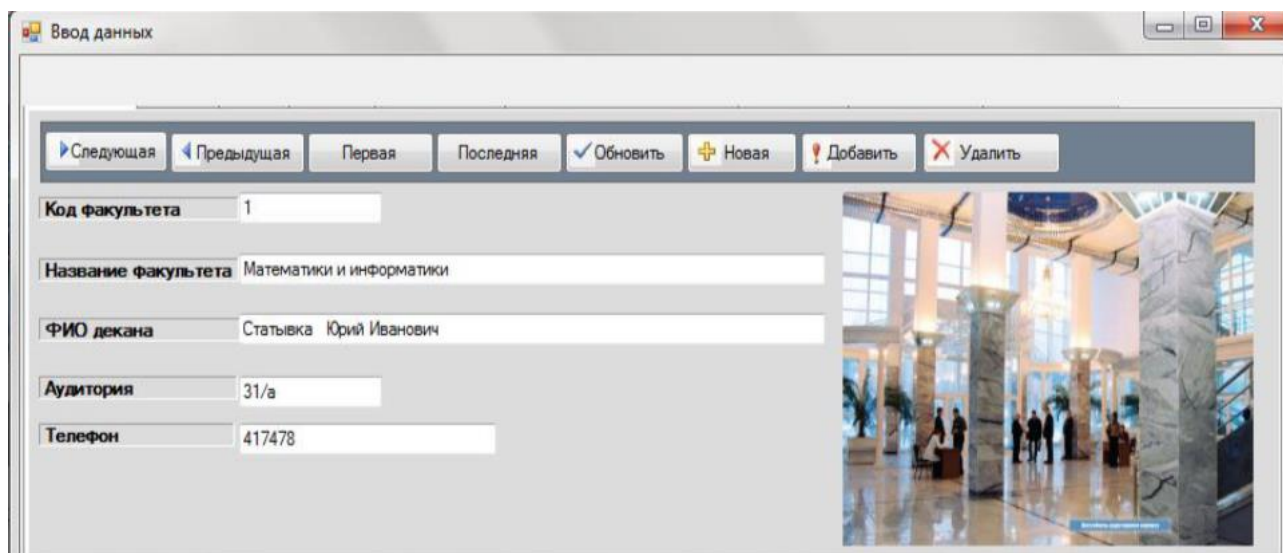 Ввод данных
Следующая Предыдущая Первая Последняя Обновить Новая Добавить Удалить
Код факультета 1
Название факультета Математики и информатики
ФИО декана Статывка Юрий Иванович
Аудитория 31/а
Телефон 417478